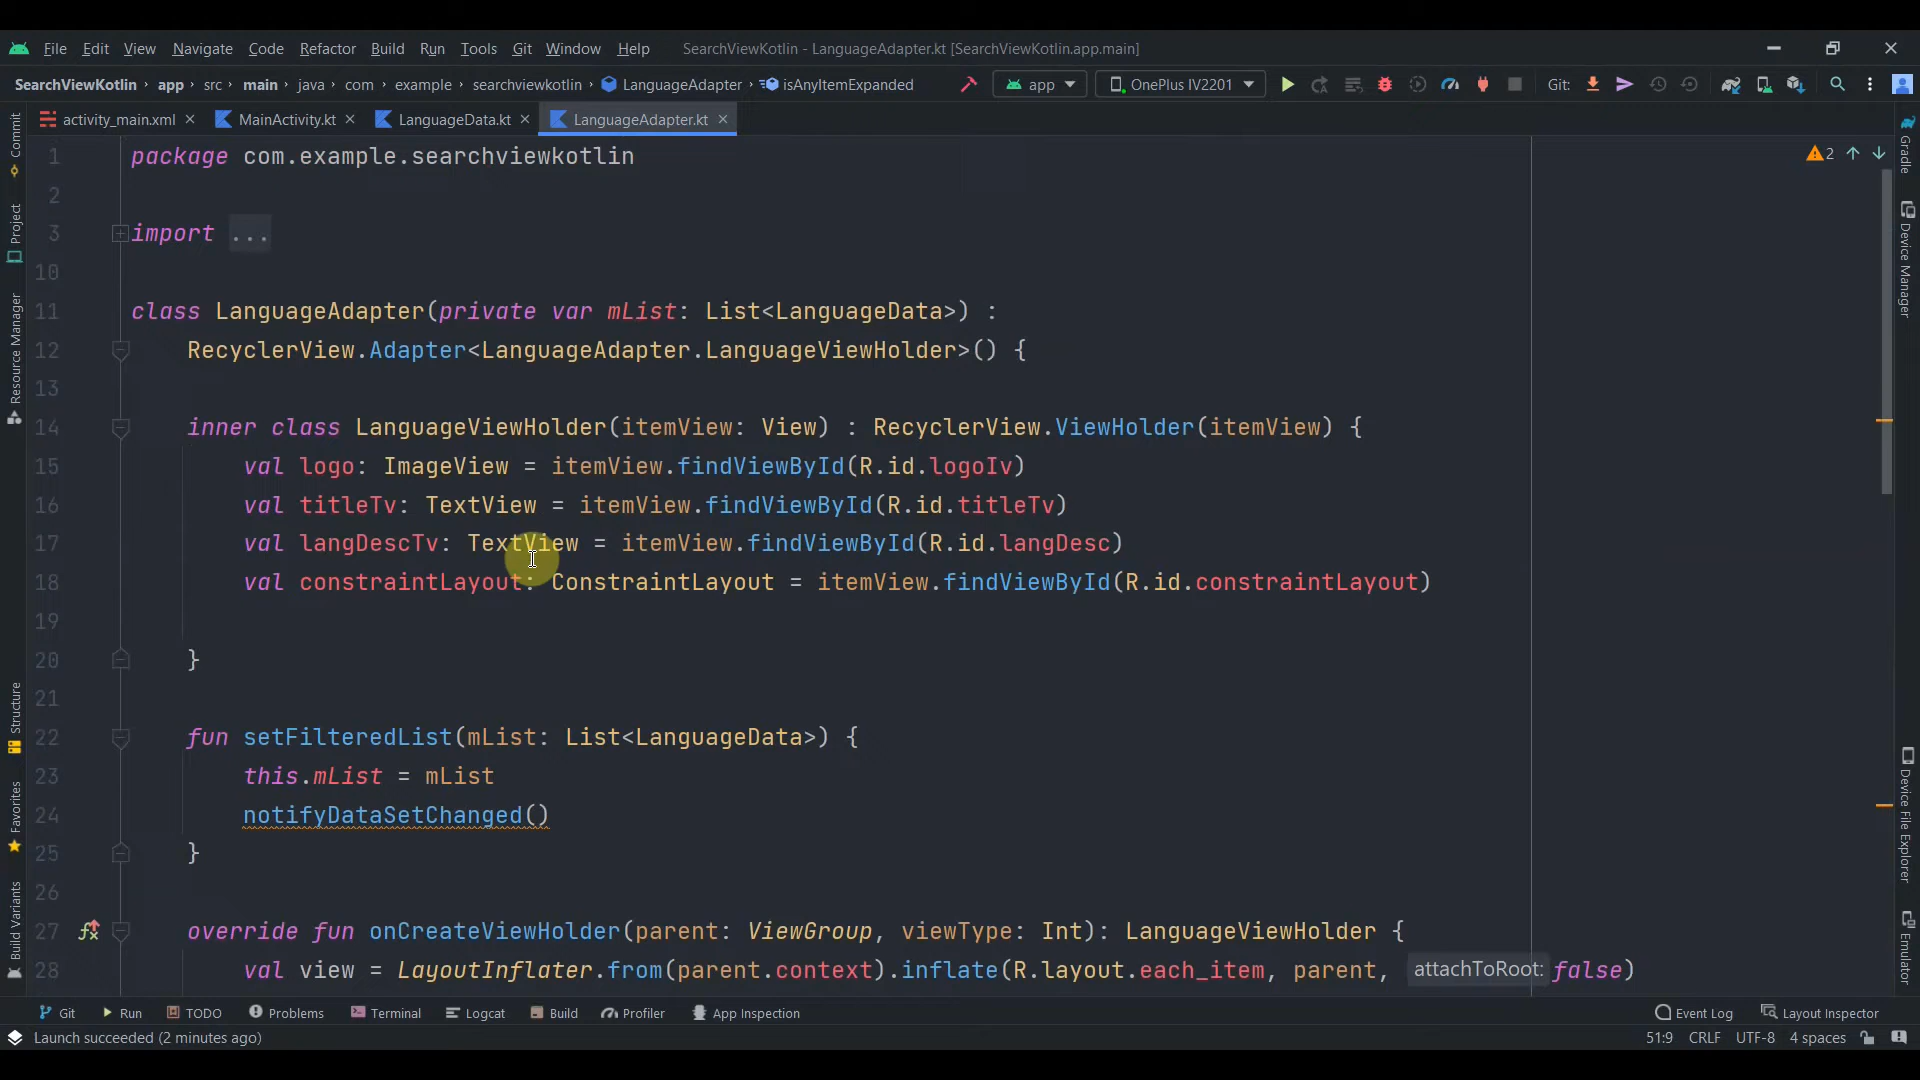 File Edit View Navigate Code Refactor Build Run Tools Git Window Help SearchViewKotlin - LanguageAdapter.kt [SearchViewKotlin.app.main]
SearchViewKotlin › app › src › main › java › com › example › searchviewkotlin › LanguageAdapter › isAnyItemExpanded app OnePlus IV2201 Git:
activity_main.xml MainActivity.kt LanguageData.kt LanguageAdapter.kt
Commit
Project
Resource Manager
Structure
Favorites
Build Variants
1 package com.example.searchviewkotlin
2
3 import ...
10
11 class LanguageAdapter(private var mList: List<LanguageData>) :
12 RecyclerView.Adapter<LanguageAdapter.LanguageViewHolder>() {
13
14 inner class LanguageViewHolder(itemView: View) : RecyclerView.ViewHolder(itemView) {
15 val logo: ImageView = itemView.findViewById(R.id.logoIv)
16 val titleTv: TextView = itemView.findViewById(R.id.titleTv)
17 val langDescTv: TextView = itemView.findViewById(R.id.langDesc)
18 val constraintLayout: ConstraintLayout = itemView.findViewById(R.id.constraintLayout)
19
20 }
21
22 fun setFilteredList(mList: List<LanguageData>) {
23 this.mList = mList
24 notifyDataSetChanged()
25 }
26
27 override fun onCreateViewHolder(parent: ViewGroup, viewType: Int): LanguageViewHolder {
28 val view = LayoutInflater.from(parent.context).inflate(R.layout.each_item, parent, attachToRoot: false)
2
Gradle
Device Manager
Device File Explorer
Emulator
Git Run TODO Problems Terminal Logcat Build Profiler App Inspection Event Log Layout Inspector
Launch succeeded (2 minutes ago) 51:9 CRLF UTF-8 4 spaces